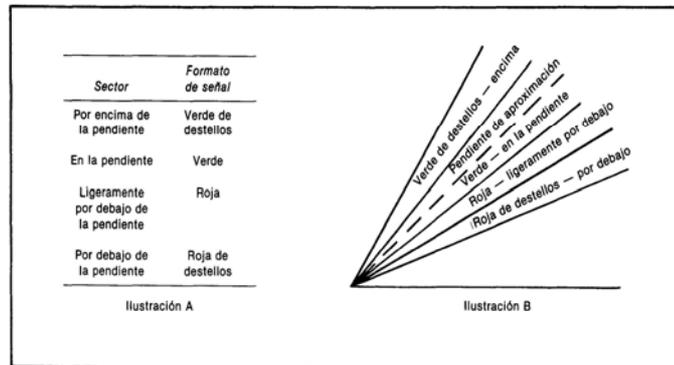 Sector
Formato
de señal
Por encima de
la pendiente
Verde de
destellos
En la pendiente
Verde
Ligeramente
por debajo de
la pendiente
Roja
Por debajo de
la pendiente
Roja de
destellos
Ilustración A
Verde de destellos — encima
Pendiente de aproximación
Verde — en la pendiente
Roja — ligeramente por debajo
Roja de destellos — por debajo
Ilustración B